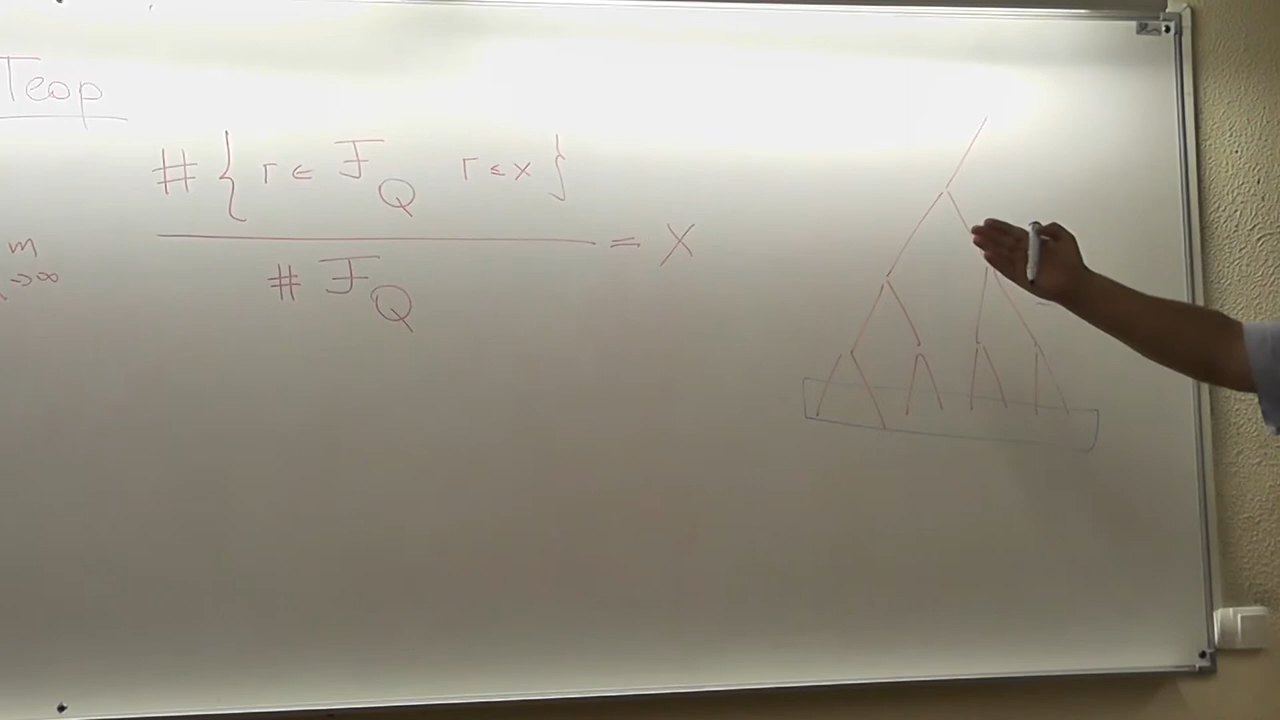 Теор
# { r ∈ F_Q r ≤ x }
m →∞ ――― = X
# F_Q